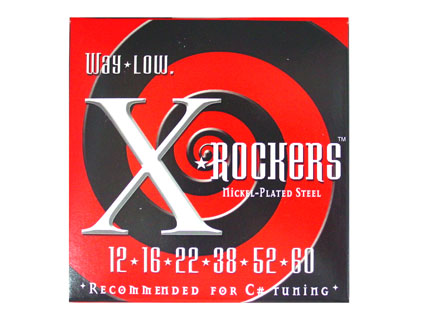 Way★Low.
X★Rockers™
Nickel-Plated Steel
12★16★22★38★52★60
★Recommended for C# tuning★